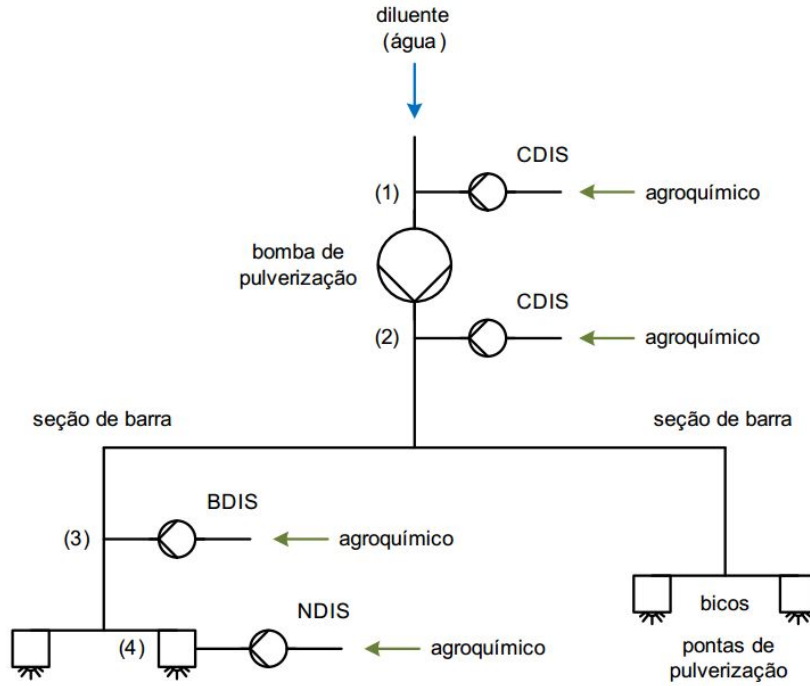 diluente
(água)
CDIS
(1)
agroquímico
bomba de
pulverização
CDIS
(2)
agroquímico
seção de barra
seção de barra
BDIS
(3)
agroquímico
NDIS
(4)
agroquímico
bicos
pontas de
pulverização